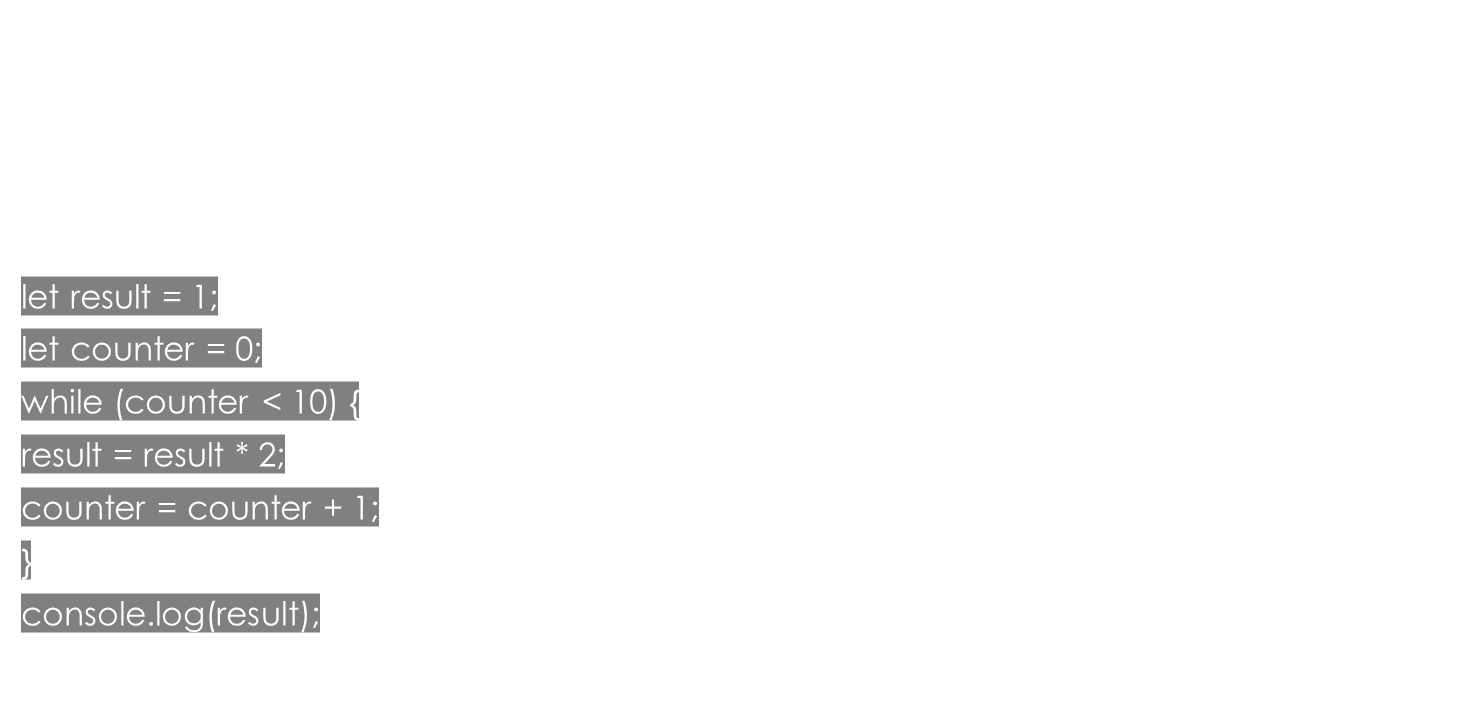 let result = 1;
let counter = 0;
while (counter < 10) {
result = result * 2;
counter = counter + 1;
}
console.log(result);